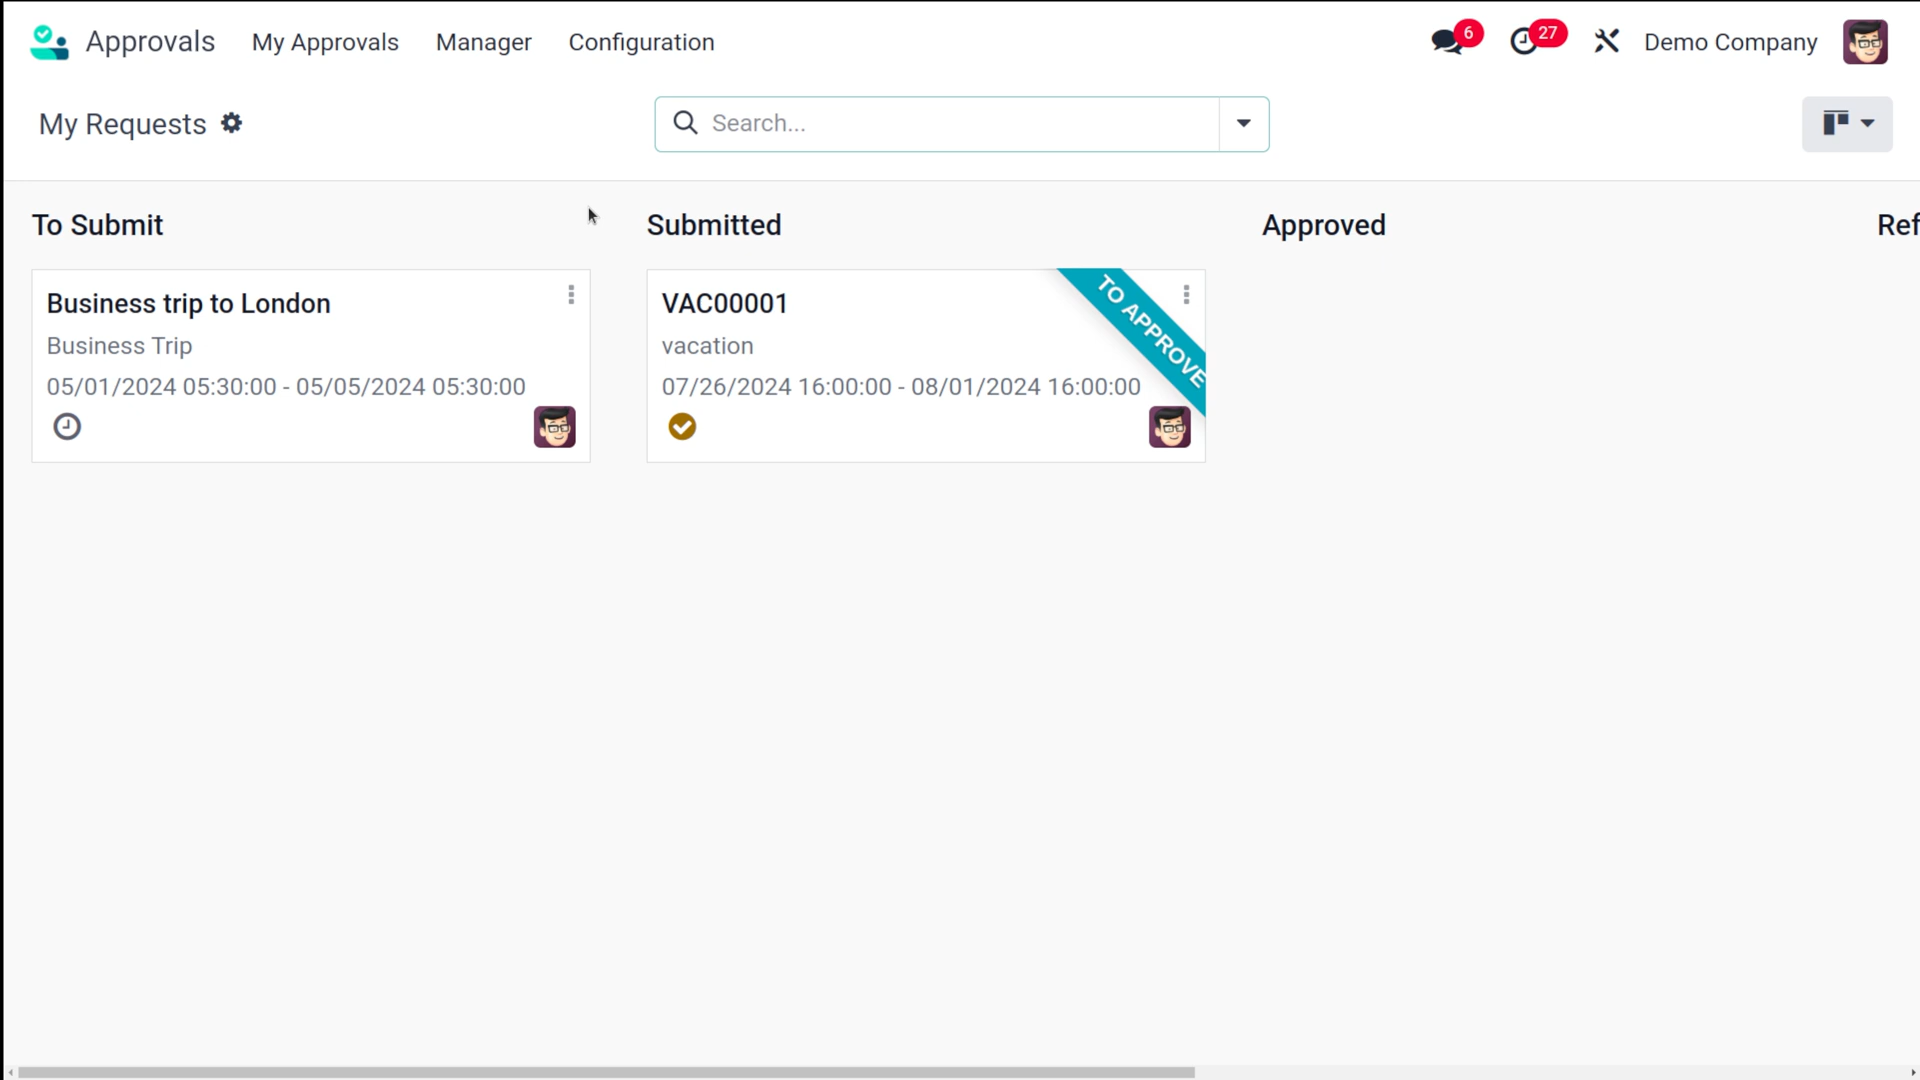 Approvals My Approvals Manager Configuration 6 27 Demo Company
My Requests Search...
To Submit Submitted Approved Ref
Business trip to London
Business Trip
05/01/2024 05:30:00 - 05/05/2024 05:30:00
VAC00001
vacation
07/26/2024 16:00:00 - 08/01/2024 16:00:00
TO APPROVE